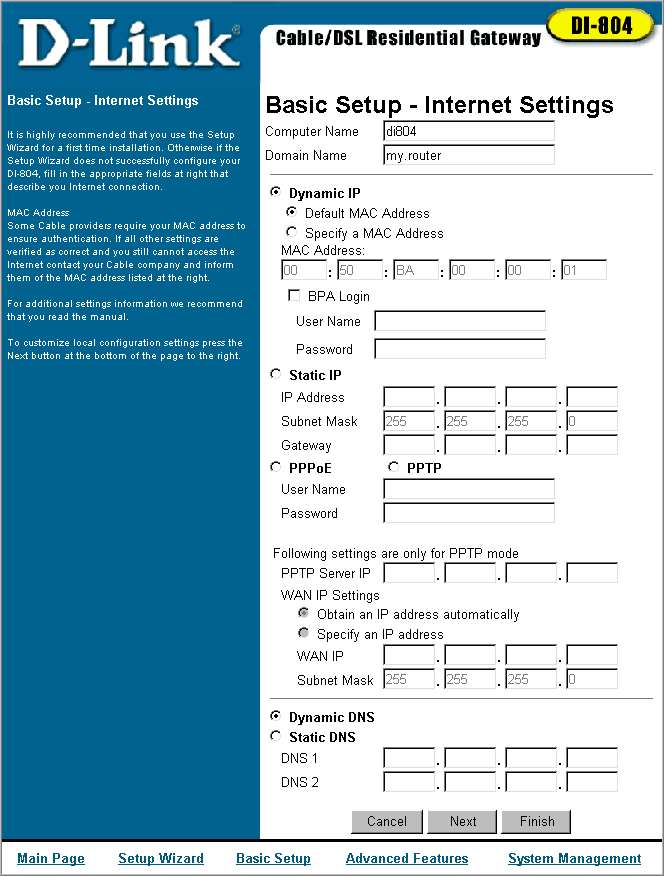 D-Link®
Cable/DSL Residential Gateway
DI-804
Basic Setup - Internet Settings
It is highly recommended that you use the Setup
Wizard for a first time installation. Otherwise if the
Setup Wizard does not successfully configure your
DI-804, fill in the appropriate fields at right that
describe you Internet connection.
MAC Address
Some Cable providers require your MAC address to
ensure authentication. If all other settings are
verified as correct and you still cannot access the
Internet contact your Cable company and inform
them of the MAC address listed at the right.
For additional settings information we recommend
that you read the manual.
To customize local configuration settings press the
Next button at the bottom of the page to the right.
Basic Setup - Internet Settings
Computer Name di804
Domain Name my.router
Dynamic IP
Default MAC Address
Specify a MAC Address
MAC Address:
00 : 50 : BA : 00 : 00 : 01
BPA Login
User Name
Password
Static IP
IP Address . . .
Subnet Mask 255 . 255 . 255 . 0
Gateway . . .
PPPoE PPTP
User Name
Password
Following settings are only for PPTP mode
PPTP Server IP . . .
WAN IP Settings
Obtain an IP address automatically
Specify an IP address
WAN IP . . .
Subnet Mask 255 . 255 . 255 . 0
Dynamic DNS
Static DNS
DNS 1 . . .
DNS 2 . . .
Cancel Next Finish
Main Page Setup Wizard Basic Setup Advanced Features System Management